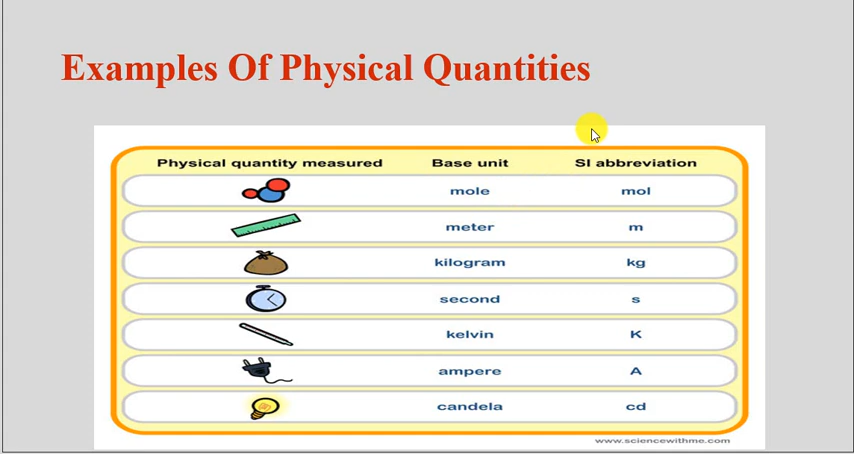 Examples Of Physical Quantities
Physical quantity measured Base unit SI abbreviation
mole mol
meter m
kilogram kg
second s
kelvin K
ampere A
candela cd
www.sciencewithme.com